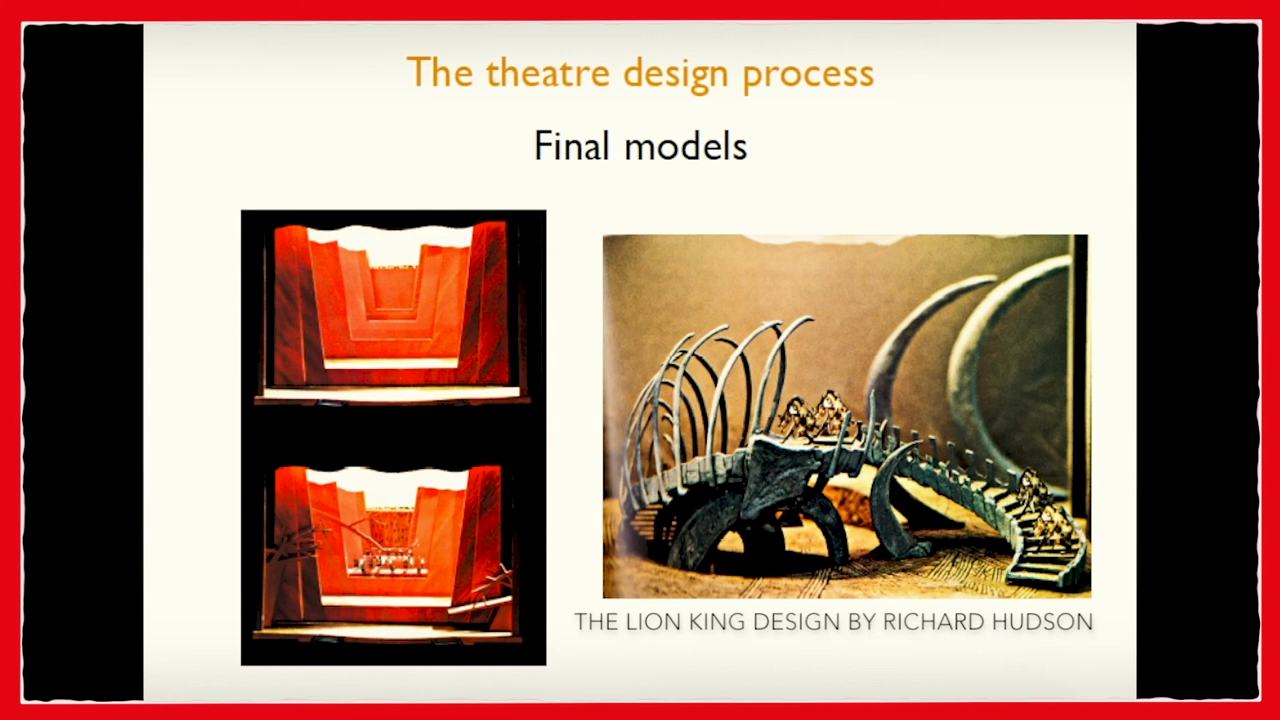 The theatre design process
Final models
THE LION KING DESIGN BY RICHARD HUDSON